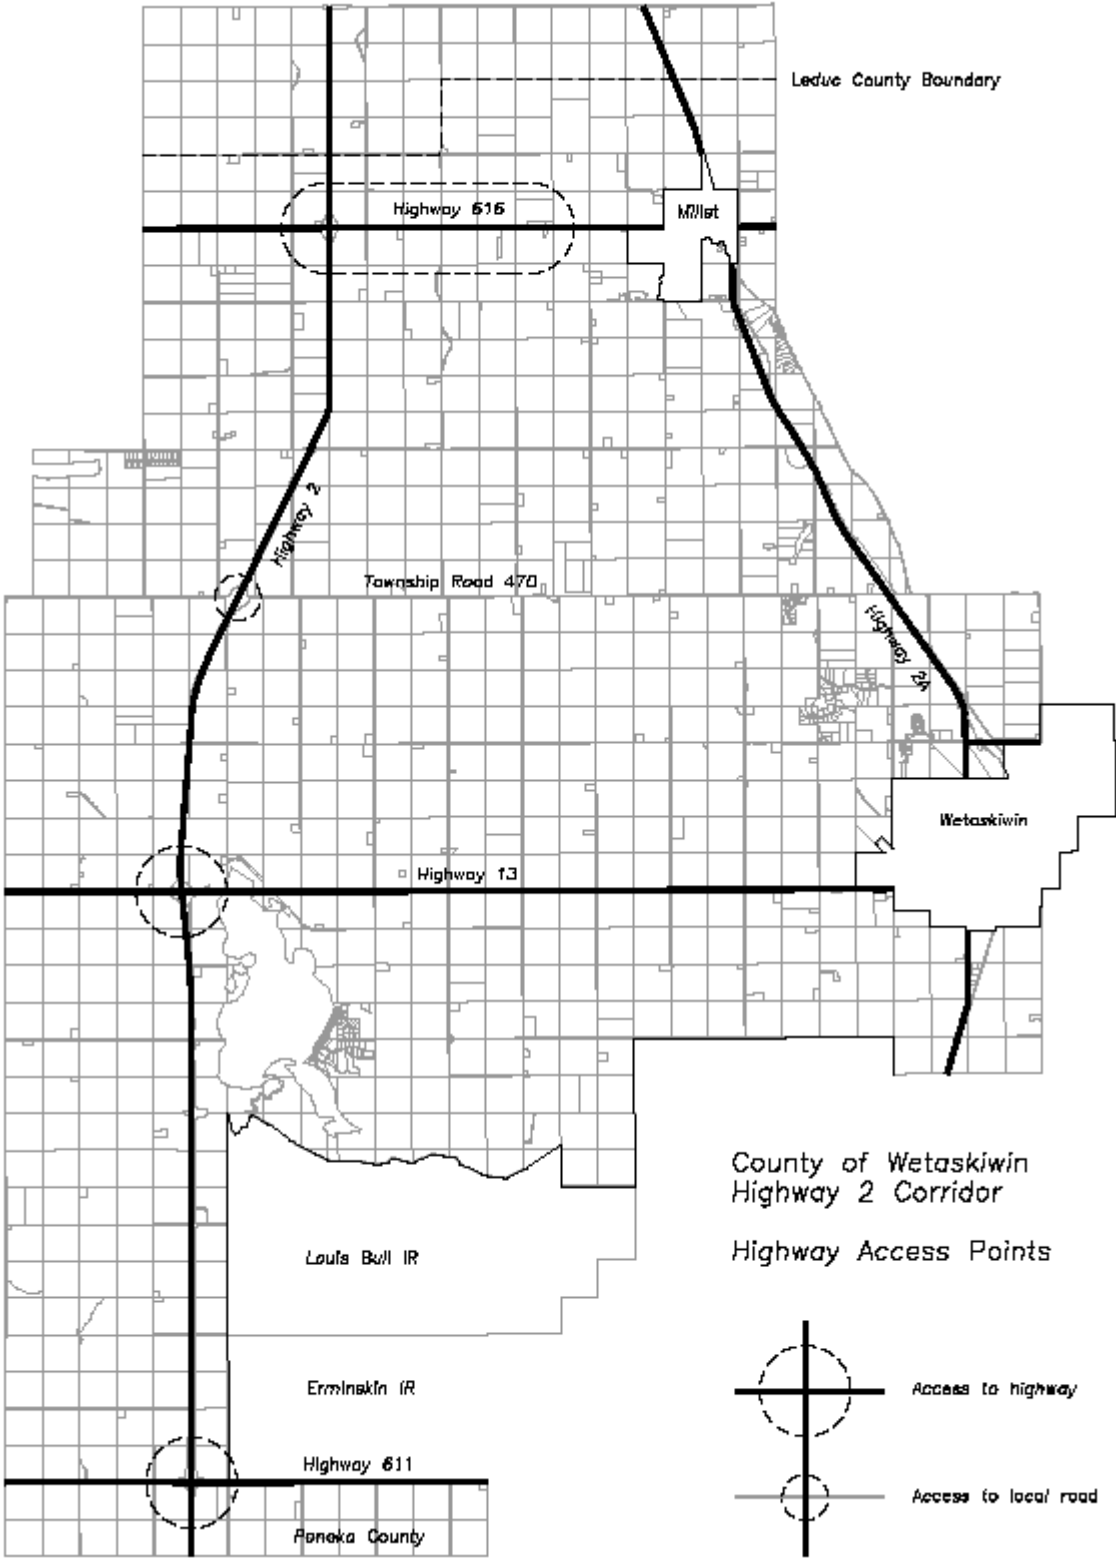 Leduc County Boundary
Highway 616
Millet
Highway 2
Township Road 470
Highway 2A
Wetaskiwin
Highway 13
County of Wetaskiwin
Highway 2 Corridor
Highway Access Points
Louis Bull IR
Erminskin IR
Access to highway
Highway 611
Access to local road
Ponoka County